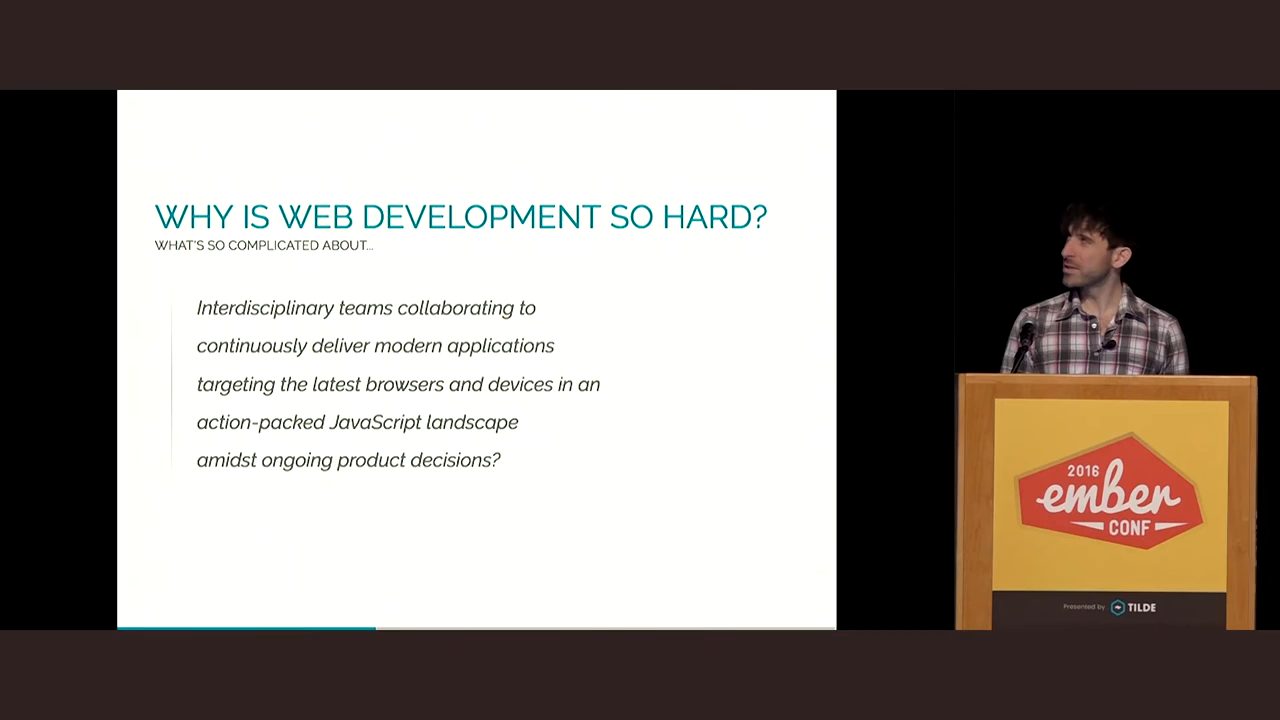 WHY IS WEB DEVELOPMENT SO HARD?
WHAT'S SO COMPLICATED ABOUT...
Interdisciplinary teams collaborating to
continuously deliver modern applications
targeting the latest browsers and devices in an
action-packed JavaScript landscape
amidst ongoing product decisions?
2016
ember
CONF
Presented by TILDE